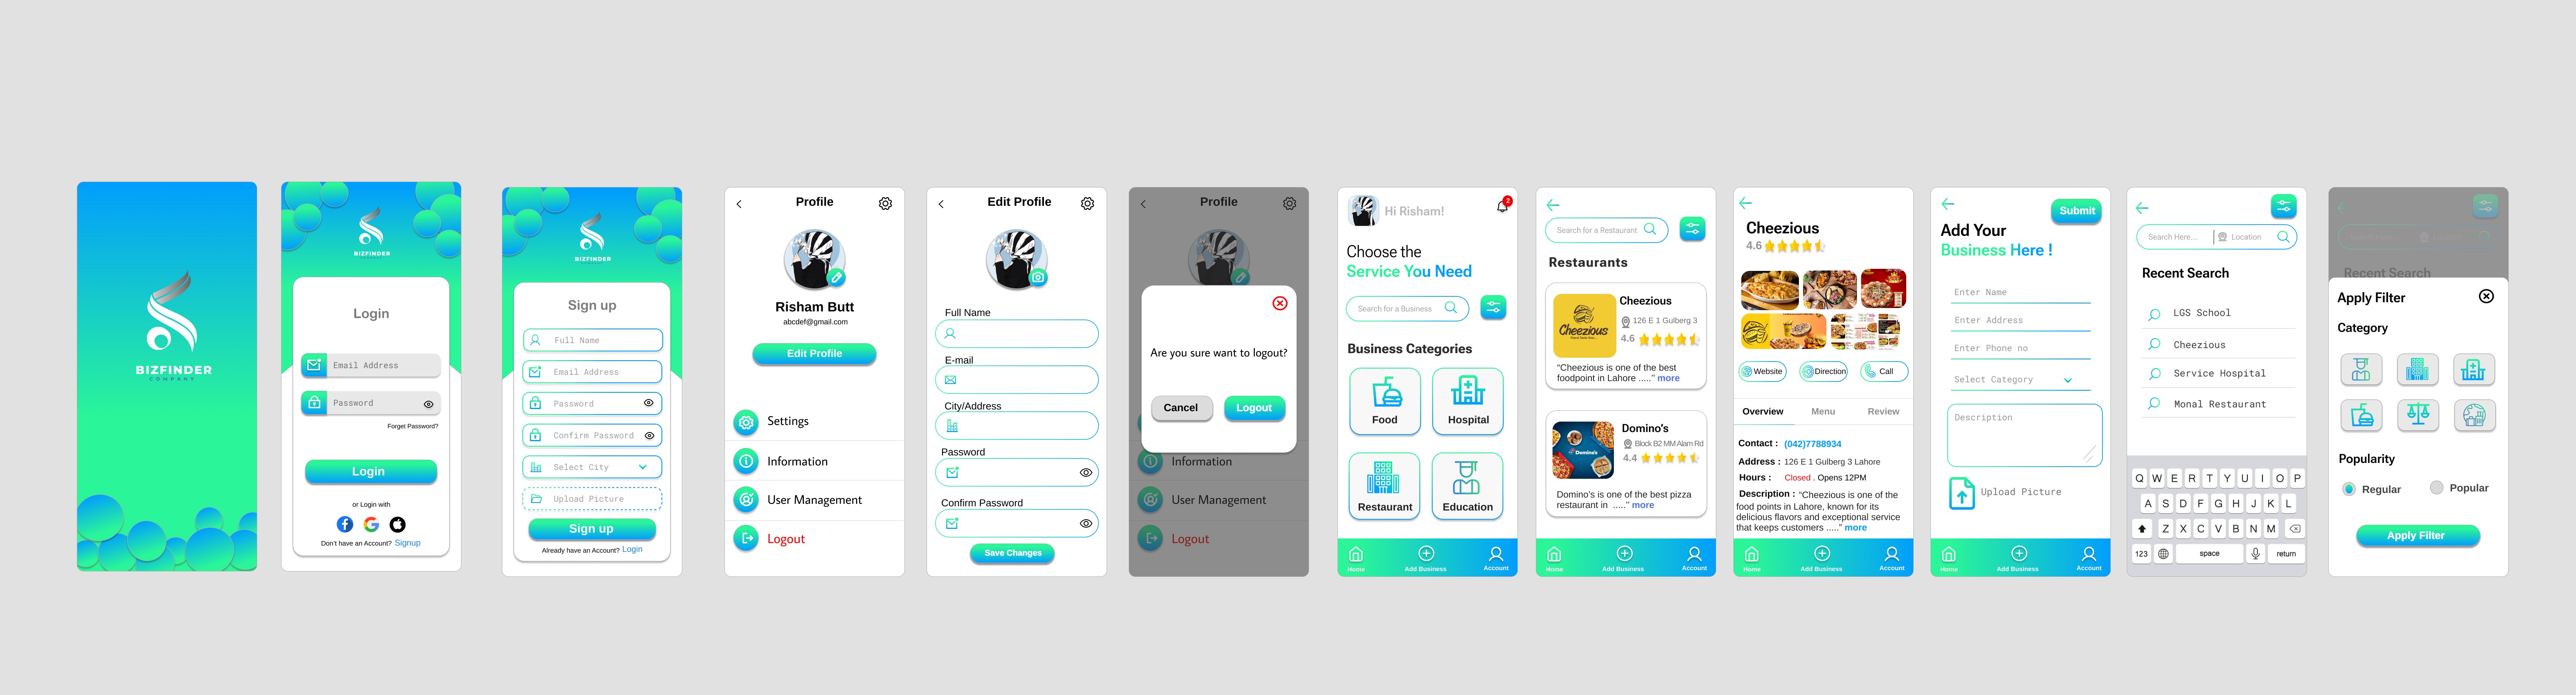 BIZFINDER
COMPANY
BIZFINDER
Login
Email Address
Password
Forget Password?
Login
or Login with
Don't have an Account? Signup
BIZFINDER
Sign up
Full Name
Email Address
Password
Confirm Password
Select City
Upload Picture
Sign up
Already have an Account? Login
Profile
Risham Butt
abcdef@gmail.com
Edit Profile
Settings
Information
User Management
Logout
Edit Profile
Full Name
E-mail
City/Address
Password
Confirm Password
Save Changes
Profile
Are you sure want to logout?
Cancel
Logout
Information
User Management
Logout
Hi Risham!
2
Choose the
Service You Need
Search for a Business
Business Categories
Food
Hospital
Restaurant
Education
Home
Add Business
Account
Search for a Restaurant
Restaurants
Cheezious
Cheezious
126 E 1 Gulberg 3
4.6
"Cheezious is one of the best
foodpoint in Lahore ....." more
Domino's
Domino's
Block B2 MM Alam Rd
4.4
Domino's is one of the best pizza
restaurant in ....." more
Home
Add Business
Account
Cheezious
4.6
Website
Direction
Call
Overview
Menu
Review
Contact : (042)7788934
Address : 126 E 1 Gulberg 3 Lahore
Hours : Closed . Opens 12PM
Description : "Cheezious is one of the
food points in Lahore, known for its
delicious flavors and exceptional service
that keeps customers ....." more
Home
Add Business
Account
Submit
Add Your
Business Here !
Enter Name
Enter Address
Enter Phone no
Select Category
Description
Upload Picture
Home
Add Business
Account
Search Here...
Location
Recent Search
LGS School
Cheezious
Service Hospital
Monal Restaurant
Q W E R T Y U I O P
A S D F G H J K L
Z X C V B N M
123
space
return
Recent Search
Apply Filter
Category
Popularity
Regular
Popular
Apply Filter